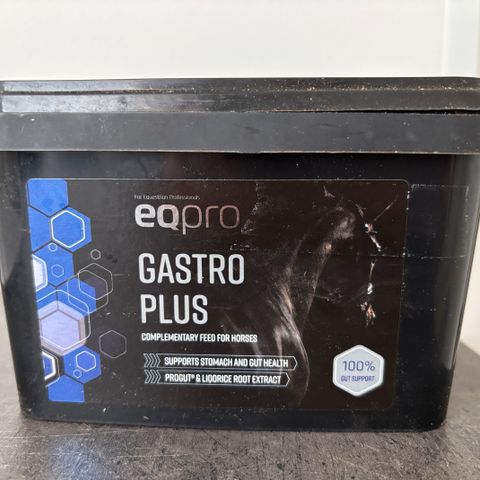 For Equestrian Professionals
eqpro
GASTRO
PLUS
COMPLEMENTARY FEED FOR HORSES
SUPPORTS STOMACH AND GUT HEALTH
PROGUT® & LIQORICE ROOT EXTRACT
100%
GUT SUPPORT